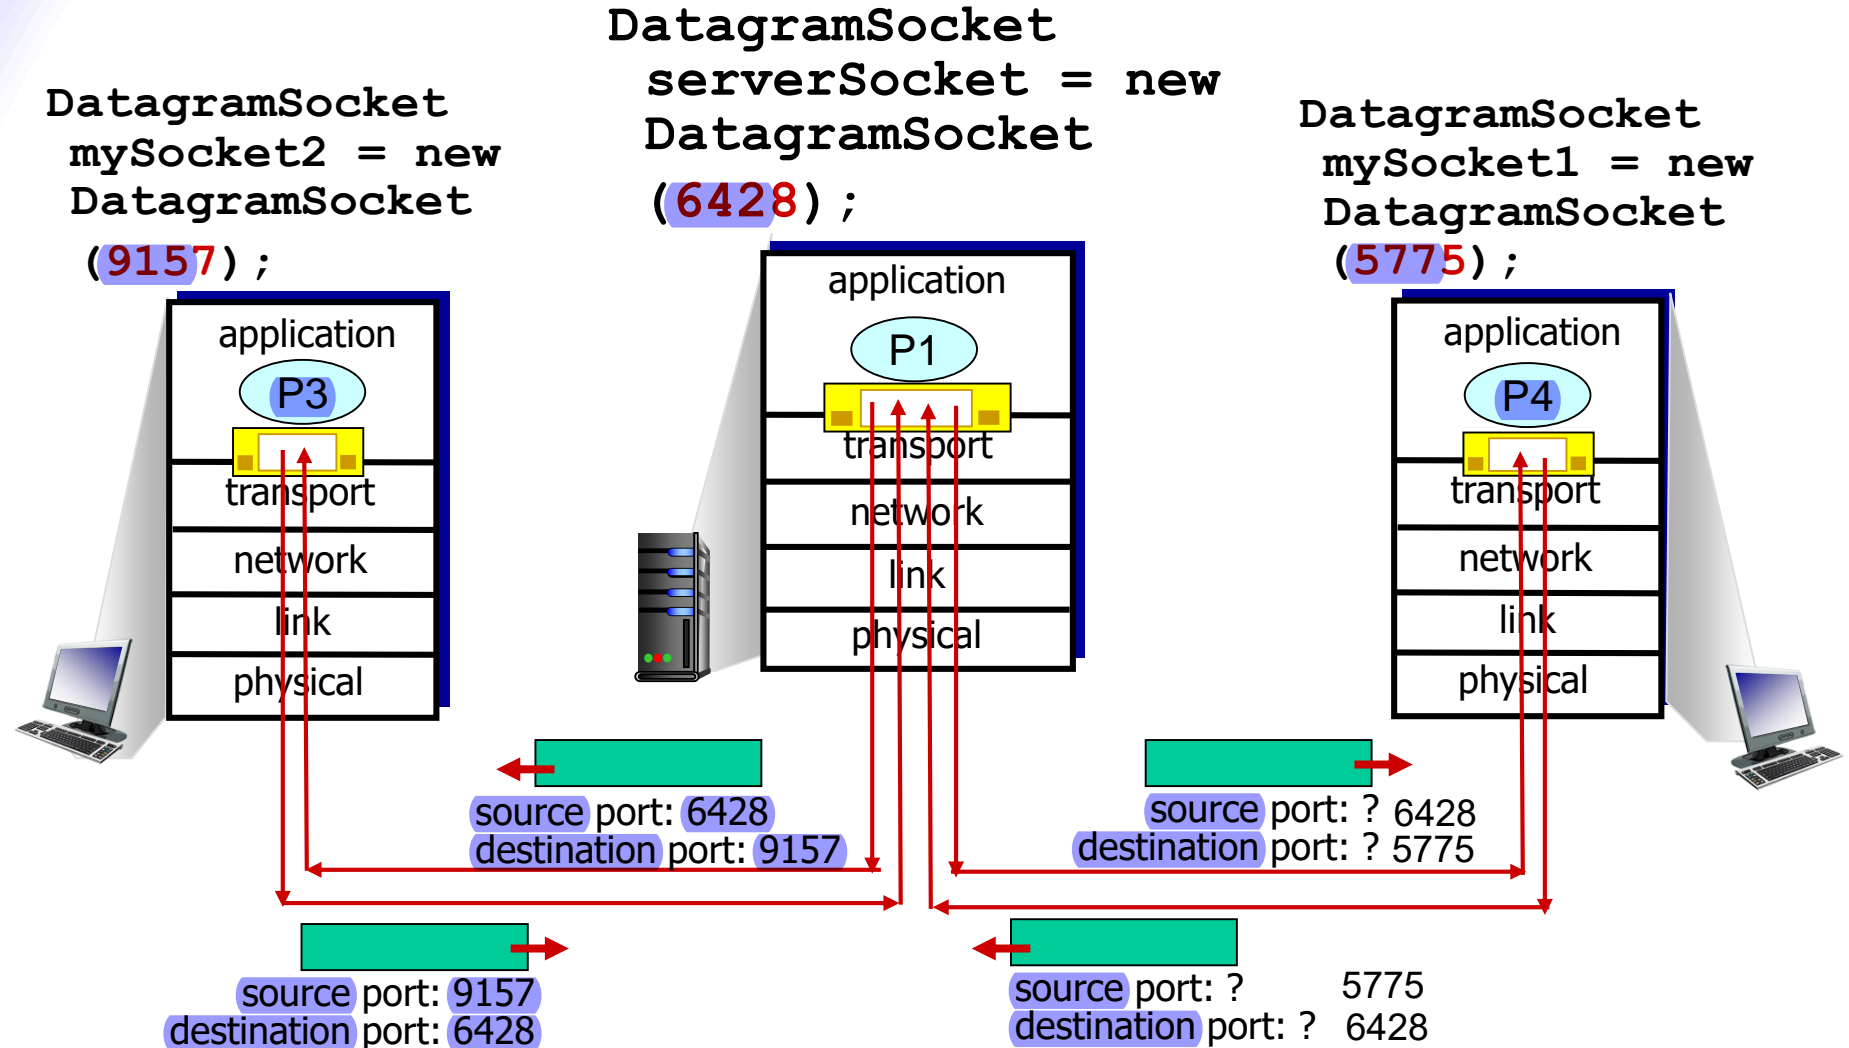 DatagramSocket
mySocket2 = new
DatagramSocket
(9157);
DatagramSocket
serverSocket = new
DatagramSocket
(6428);
DatagramSocket
mySocket1 = new
DatagramSocket
(5775);
application
P3
transport
network
link
physical
application
P1
transport
network
link
physical
application
P4
transport
network
link
physical
source port: 6428
destination port: 9157
source port: ? 6428
destination port: ? 5775
source port: 9157
destination port: 6428
source port: ? 5775
destination port: ? 6428